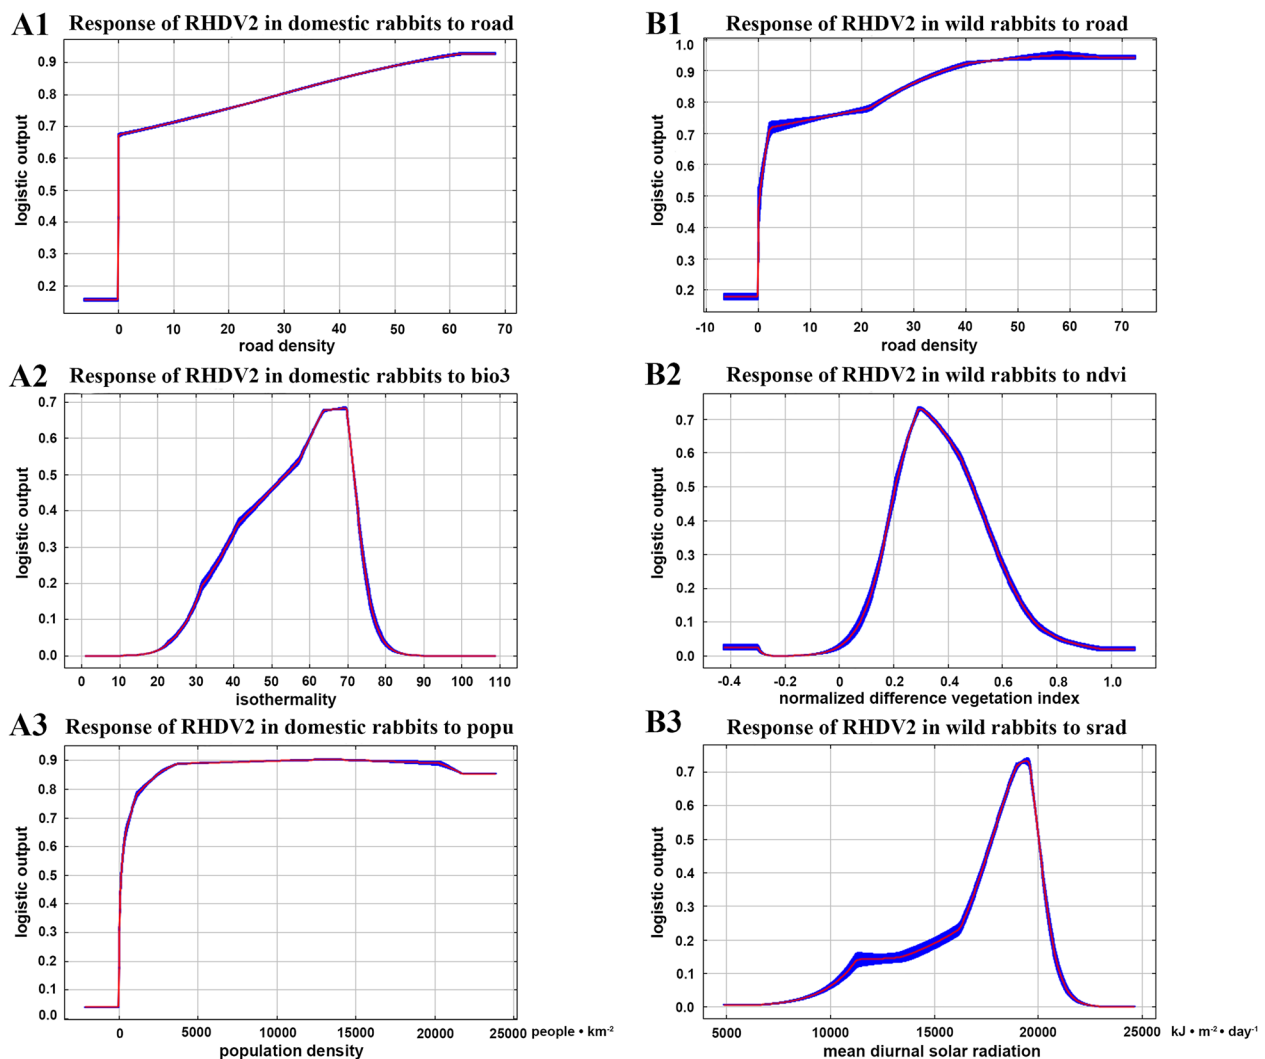 A1 Response of RHDV2 in domestic rabbits to road
0.9
0.8
0.7
0.6
0.5
0.4
0.3
0.2
logistic output
0 10 20 30 40 50 60 70
road density
B1 Response of RHDV2 in wild rabbits to road
1.0
0.9
0.8
0.7
0.6
0.5
0.4
0.3
0.2
logistic output
-10 0 10 20 30 40 50 60 70
road density
A2 Response of RHDV2 in domestic rabbits to bio3
0.7
0.6
0.5
0.4
0.3
0.2
0.1
0.0
logistic output
0 10 20 30 40 50 60 70 80 90 100 110
isothermality
B2 Response of RHDV2 in wild rabbits to ndvi
0.7
0.6
0.5
0.4
0.3
0.2
0.1
0.0
logistic output
-0.4 -0.2 0 0.2 0.4 0.6 0.8 1.0
normalized difference vegetation index
A3 Response of RHDV2 in domestic rabbits to popu
0.9
0.8
0.7
0.6
0.5
0.4
0.3
0.2
0.1
0.0
logistic output
0 5000 10000 15000 20000 25000 people • km⁻²
population density
B3 Response of RHDV2 in wild rabbits to srad
0.7
0.6
0.5
0.4
0.3
0.2
0.1
0.0
logistic output
5000 10000 15000 20000 25000 kJ • m⁻² • day⁻¹
mean diurnal solar radiation